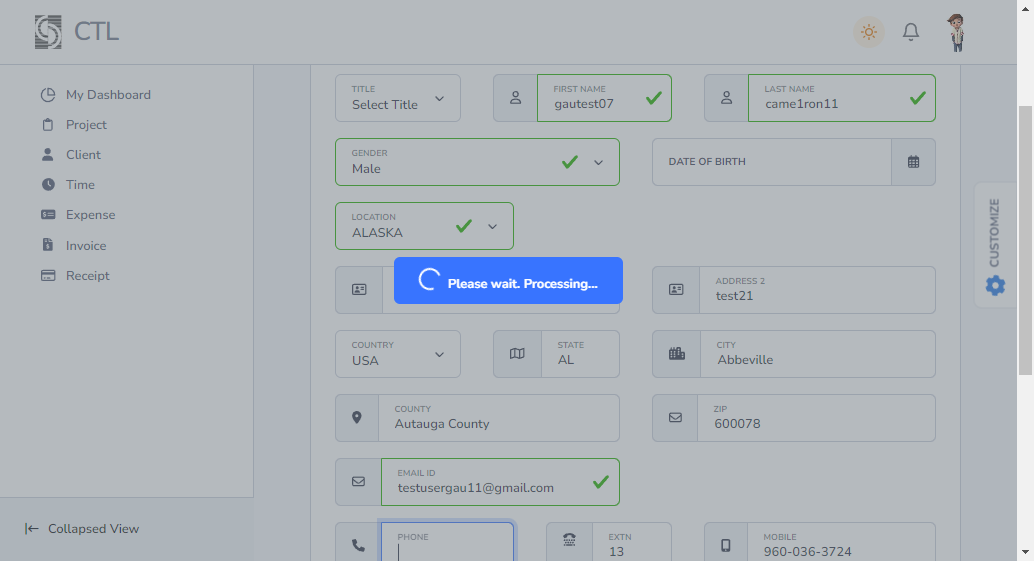 CTL
My Dashboard
Project
Client
Time
Expense
Invoice
Receipt
Collapsed View
TITLE
Select Title
FIRST NAME
gautest07
LAST NAME
came1ron11
GENDER
Male
DATE OF BIRTH
LOCATION
ALASKA
Please wait. Processing...
ADDRESS 2
test21
COUNTRY
USA
STATE
AL
CITY
Abbeville
COUNTY
Autauga County
ZIP
600078
EMAIL ID
testusergau11@gmail.com
PHONE
EXTN
13
MOBILE
960-036-3724
CUSTOMIZE